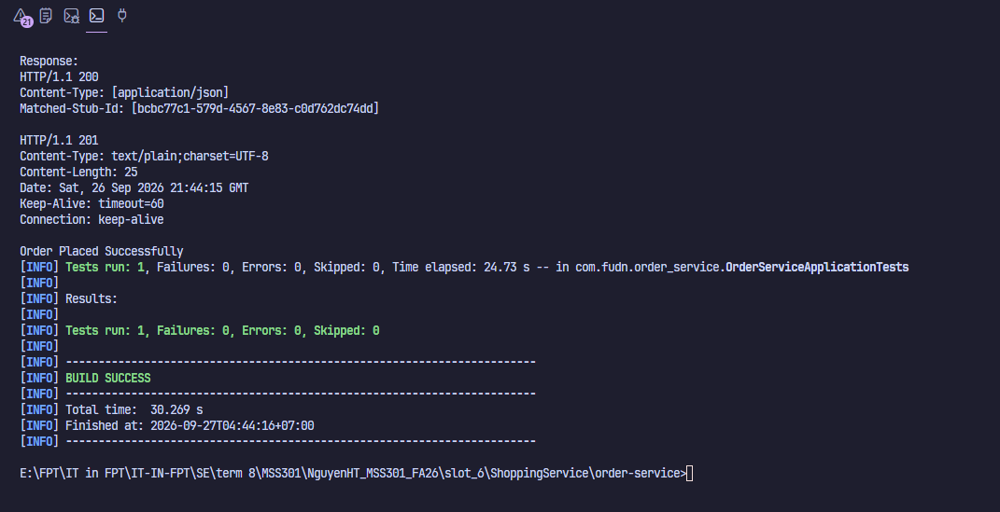 21
Response:
HTTP/1.1 200
Content-Type: [application/json]
Matched-Stub-Id: [bcbc77c1-579d-4567-8e83-c0d762dc74dd]
HTTP/1.1 201
Content-Type: text/plain;charset=UTF-8
Content-Length: 25
Date: Sat, 26 Sep 2026 21:44:15 GMT
Keep-Alive: timeout=60
Connection: keep-alive
Order Placed Successfully
[INFO] Tests run: 1, Failures: 0, Errors: 0, Skipped: 0, Time elapsed: 24.73 s -- in com.fudn.order_service.OrderServiceApplicationTests
[INFO]
[INFO] Results:
[INFO]
[INFO] Tests run: 1, Failures: 0, Errors: 0, Skipped: 0
[INFO]
[INFO] ------------------------------------------------------------------------
[INFO] BUILD SUCCESS
[INFO] ------------------------------------------------------------------------
[INFO] Total time:  30.269 s
[INFO] Finished at: 2026-09-27T04:44:16+07:00
[INFO] ------------------------------------------------------------------------
E:\FPT\IT in FPT\IT-IN-FPT\SE\term 8\MSS301\NguyenHT_MSS301_FA26\slot_6\ShoppingService\order-service>